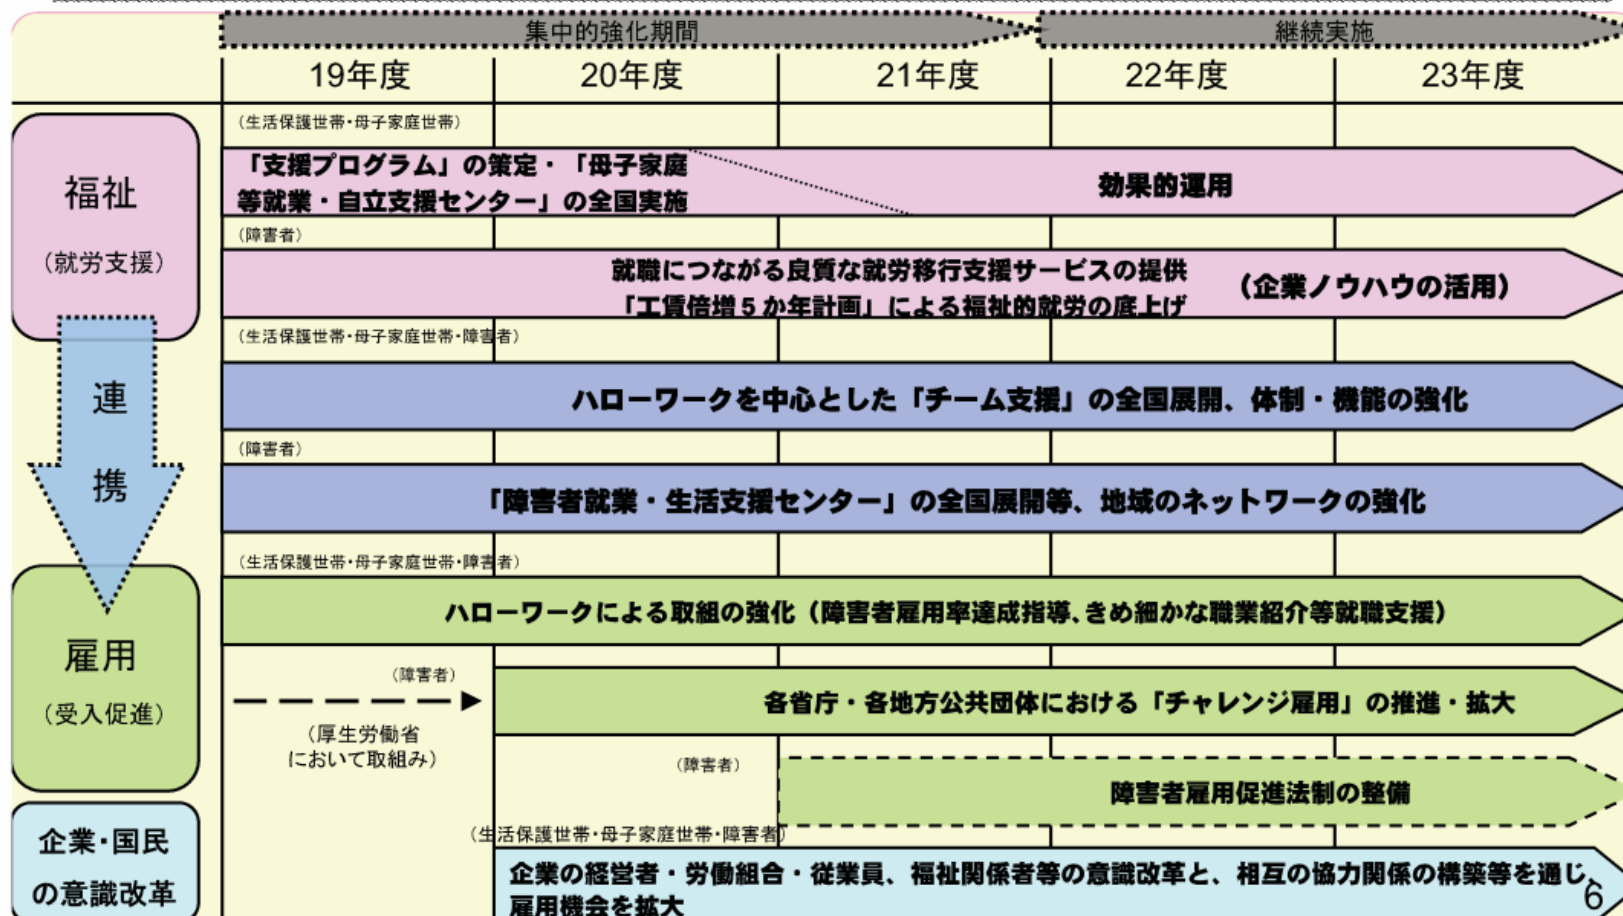 集中的強化期間
継続実施
19年度
20年度
21年度
22年度
23年度
福祉
（就労支援）
（生活保護世帯・母子家庭世帯）
「支援プログラム」の策定・「母子家庭
等就業・自立支援センター」の全国実施
効果的運用
（障害者）
就職につながる良質な就労移行支援サービスの提供
「工賃倍増５か年計画」による福祉的就労の底上げ
（企業ノウハウの活用）
連
携
（生活保護世帯・母子家庭世帯・障害者）
ハローワークを中心とした「チーム支援」の全国展開、体制・機能の強化
（障害者）
「障害者就業・生活支援センター」の全国展開等、地域のネットワークの強化
雇用
（受入促進）
（生活保護世帯・母子家庭世帯・障害者）
ハローワークによる取組の強化（障害者雇用率達成指導、きめ細かな職業紹介等就職支援）
（障害者）
（厚生労働省
において取組み）
各省庁・各地方公共団体における「チャレンジ雇用」の推進・拡大
（障害者）
障害者雇用促進法制の整備
企業・国民
の意識改革
（生活保護世帯・母子家庭世帯・障害者）
企業の経営者・労働組合・従業員、福祉関係者等の意識改革と、相互の協力関係の構築等を通じ、
雇用機会を拡大
6